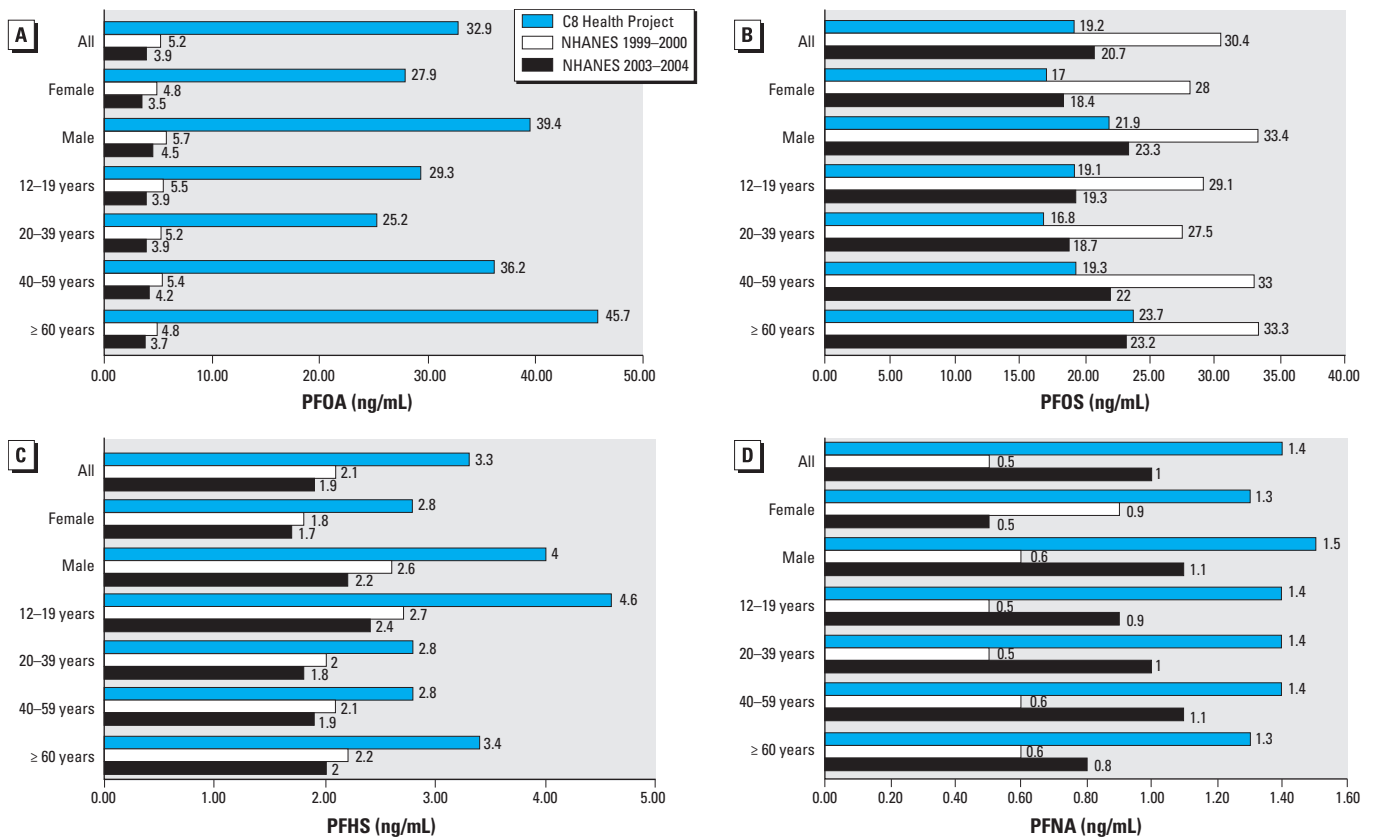 A
C8 Health Project
NHANES 1999–2000
NHANES 2003–2004
All
32.9
5.2
3.9
Female
27.9
4.8
3.5
Male
39.4
5.7
4.5
12–19 years
29.3
5.5
3.9
20–39 years
25.2
5.2
3.9
40–59 years
36.2
5.4
4.2
≥ 60 years
45.7
4.8
3.7
0.00 10.00 20.00 30.00 40.00 50.00
PFOA (ng/mL)
B
All
19.2
30.4
20.7
Female
17
28
18.4
Male
21.9
33.4
23.3
12–19 years
19.1
29.1
19.3
20–39 years
16.8
27.5
18.7
40–59 years
19.3
33
22
≥ 60 years
23.7
33.3
23.2
0.00 5.00 10.00 15.00 20.00 25.00 30.00 35.00 40.00
PFOS (ng/mL)
C
All
3.3
2.1
1.9
Female
2.8
1.8
1.7
Male
4
2.6
2.2
12–19 years
4.6
2.7
2.4
20–39 years
2.8
2
1.8
40–59 years
2.8
2.1
1.9
≥ 60 years
3.4
2.2
2
0.00 1.00 2.00 3.00 4.00 5.00
PFHS (ng/mL)
D
All
1.4
0.5
1
Female
1.3
0.9
0.5
Male
1.5
0.6
1.1
12–19 years
1.4
0.5
0.9
20–39 years
1.4
0.5
1
40–59 years
1.4
0.6
1.1
≥ 60 years
1.3
0.6
0.8
0.00 0.20 0.40 0.60 0.80 1.00 1.20 1.40 1.60
PFNA (ng/mL)